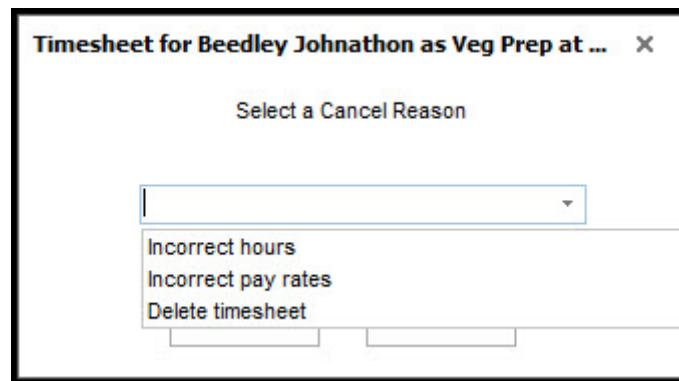 Timesheet for Beedley Johnathon as Veg Prep at ...
Select a Cancel Reason
Incorrect hours
Incorrect pay rates
Delete timesheet